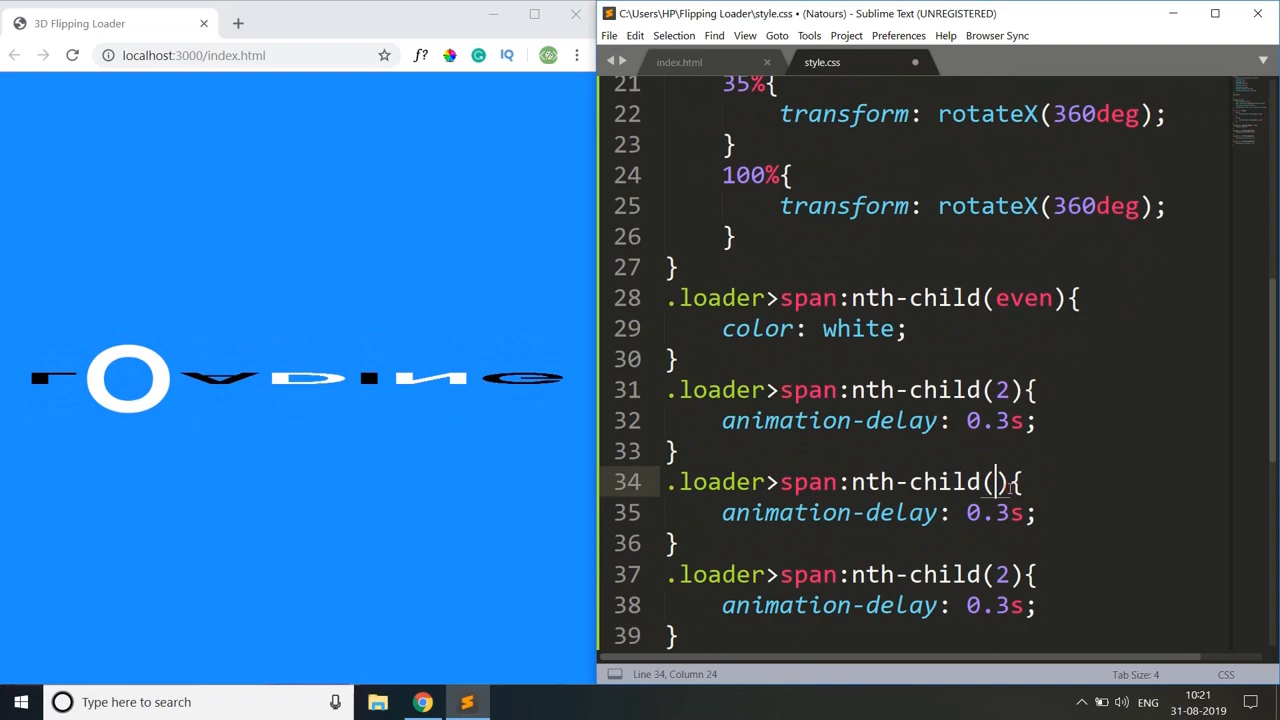 3D Flipping Loader
localhost:3000/index.html
f?
IQ
LOADING
C:\Users\HP\Flipping Loader\style.css • (Natours) - Sublime Text (UNREGISTERED)
File Edit Selection Find View Goto Tools Project Preferences Help Browser Sync
index.html style.css
21 35%{
22 transform: rotateX(360deg);
23 }
24 100%{
25 transform: rotateX(360deg);
26 }
27 }
28 .loader>span:nth-child(even){
29 color: white;
30 }
31 .loader>span:nth-child(2){
32 animation-delay: 0.3s;
33 }
34 .loader>span:nth-child(){
35 animation-delay: 0.3s;
36 }
37 .loader>span:nth-child(2){
38 animation-delay: 0.3s;
39 }
Line 34, Column 24 Tab Size: 4 CSS
Type here to search
ENG
10:21
31-08-2019